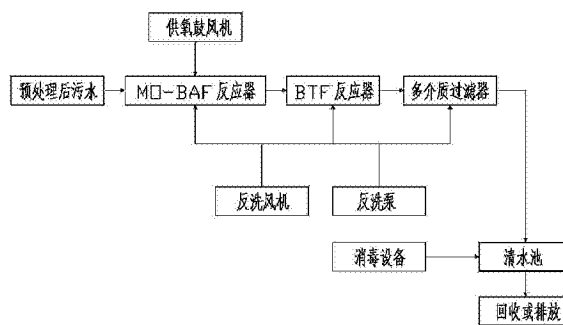 供氧鼓风机
预处理后污水
MO-BAF反应器
BTF反应器
多介质过滤器
反洗风机
反洗泵
消毒设备
清水池
回收或排放